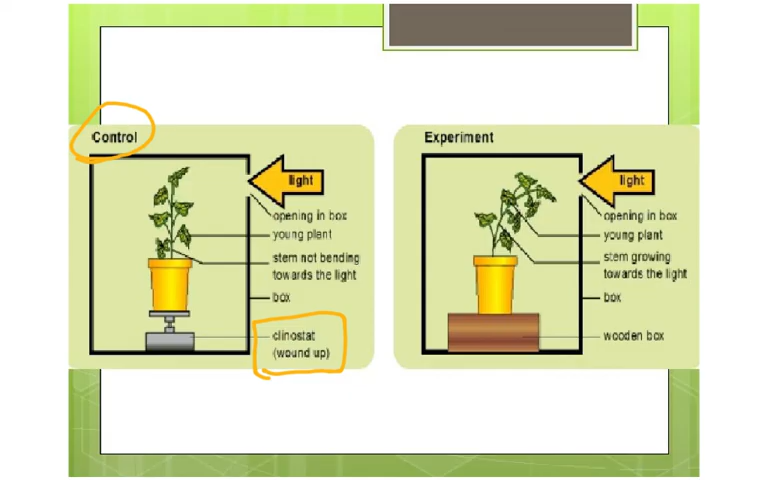 Control
light
opening in box
young plant
stem not bending
towards the light
box
clinostat
(wound up)
Experiment
light
opening in box
young plant
stem growing
towards the light
box
wooden box